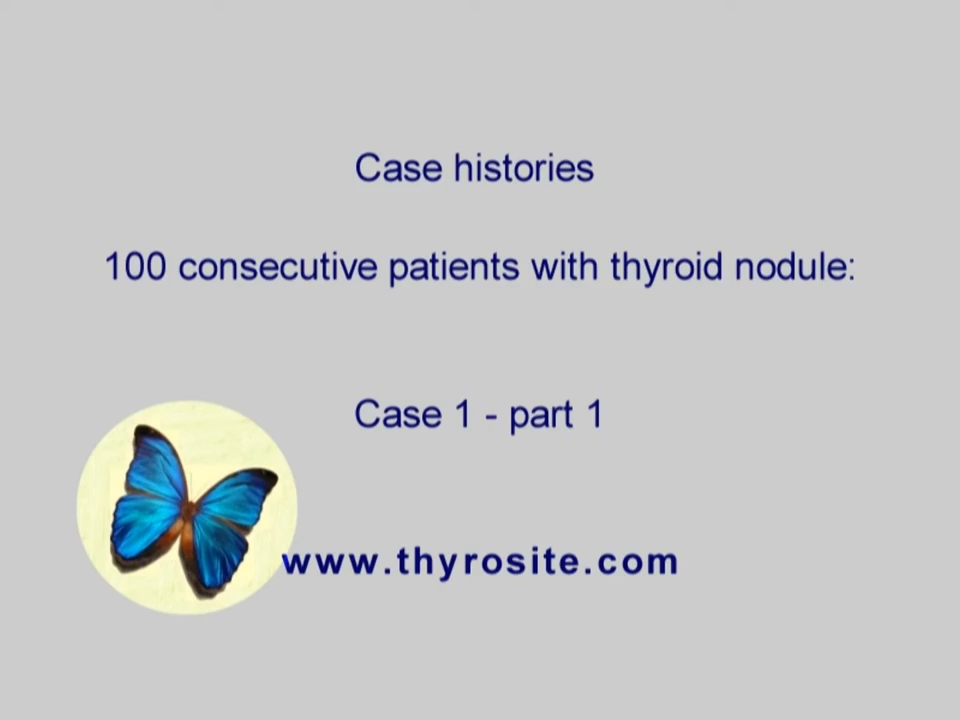 Case histories
100 consecutive patients with thyroid nodule:
Case 1 - part 1
www.thyrosite.com